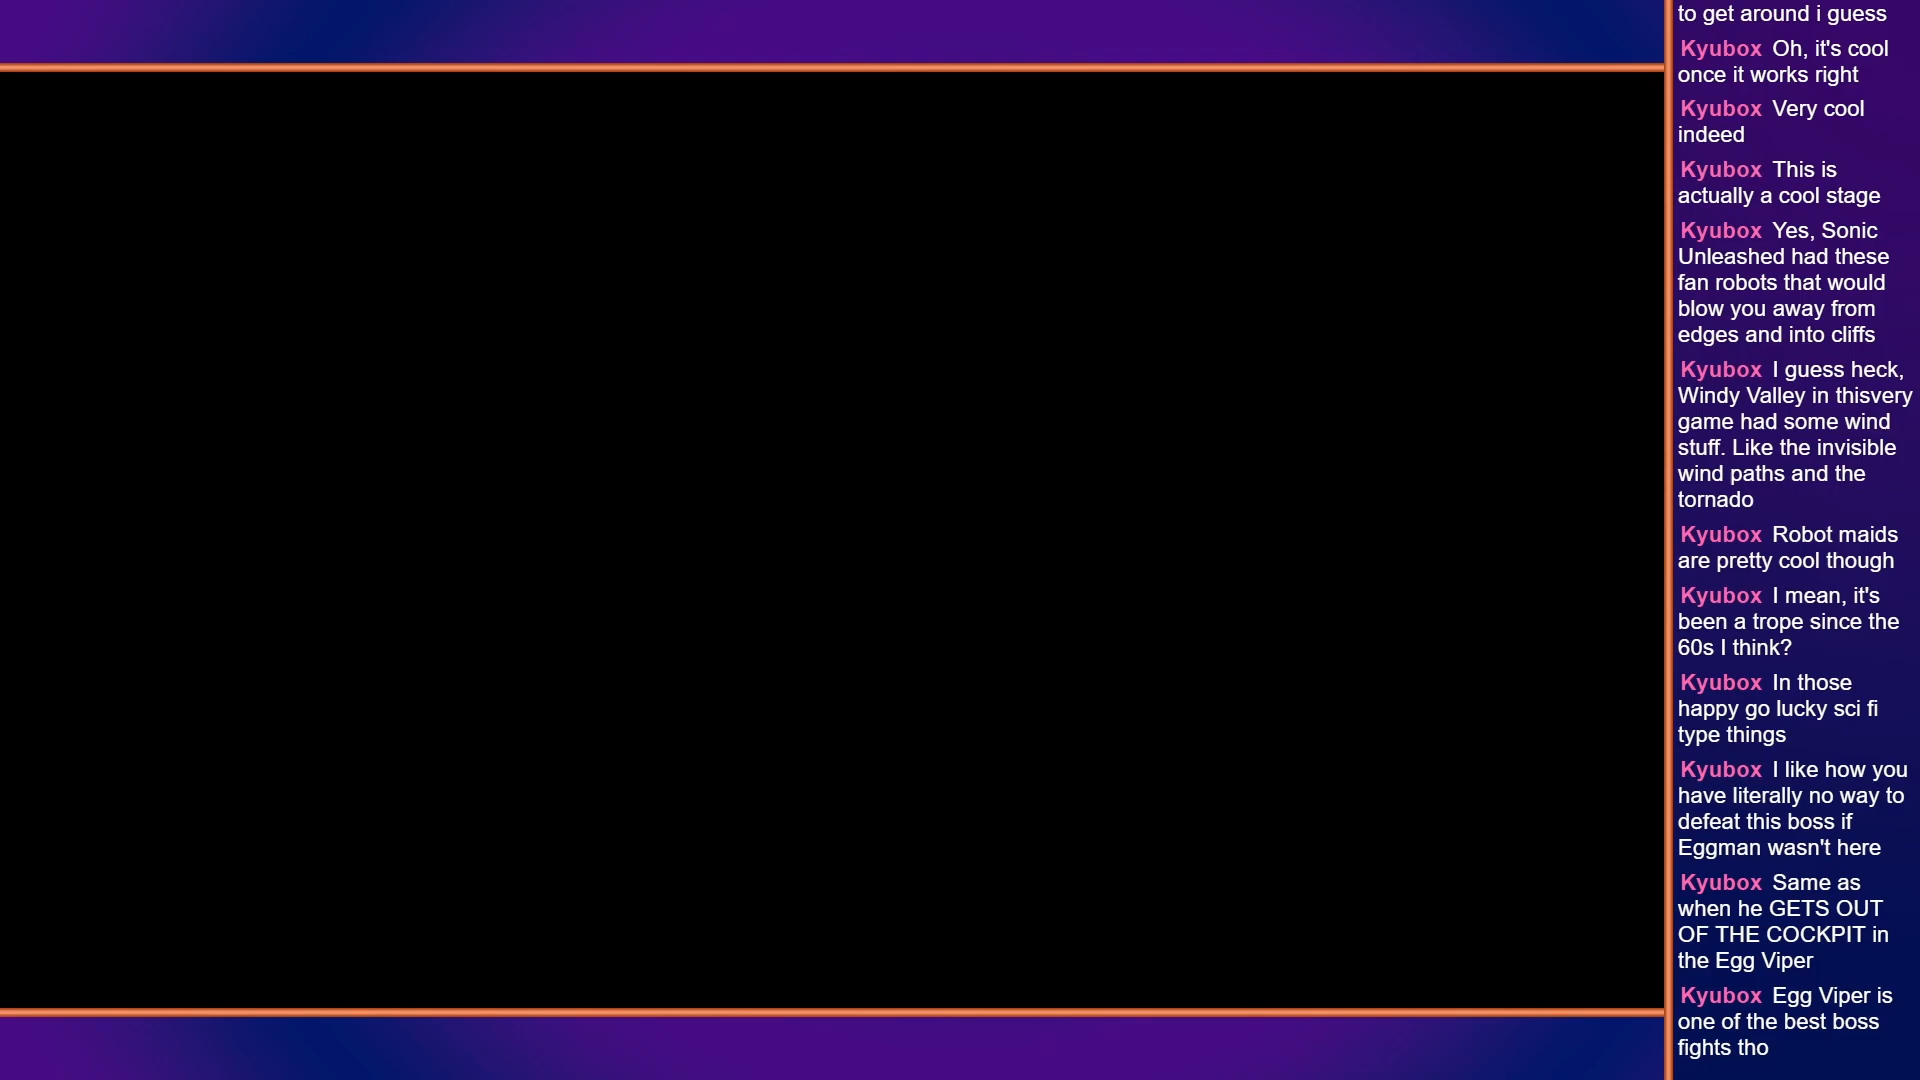 to get around i guess
Kyubox Oh, it's cool
once it works right
Kyubox Very cool
indeed
Kyubox This is
actually a cool stage
Kyubox Yes, Sonic
Unleashed had these
fan robots that would
blow you away from
edges and into cliffs
Kyubox I guess heck,
Windy Valley in thisvery
game had some wind
stuff. Like the invisible
wind paths and the
tornado
Kyubox Robot maids
are pretty cool though
Kyubox I mean, it's
been a trope since the
60s I think?
Kyubox In those
happy go lucky sci fi
type things
Kyubox I like how you
have literally no way to
defeat this boss if
Eggman wasn't here
Kyubox Same as
when he GETS OUT
OF THE COCKPIT in
the Egg Viper
Kyubox Egg Viper is
one of the best boss
fights tho